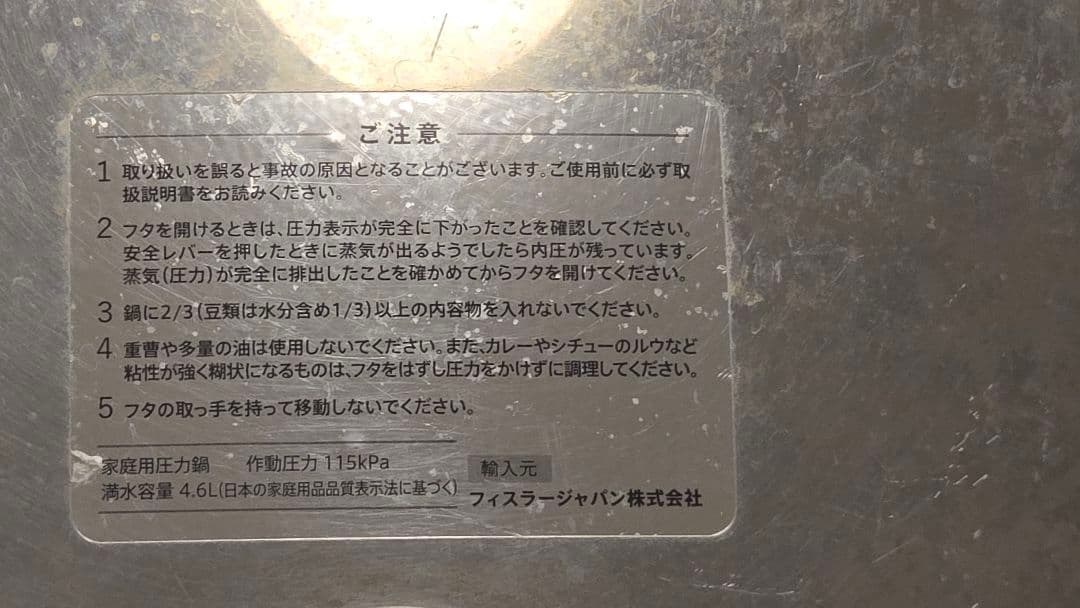 ご注意
1 取り扱いを誤ると事故の原因となることがございます。ご使用前に必ず取
扱説明書をお読みください。
2 フタを開けるときは、圧力表示が完全に下がったことを確認してください。
安全レバーを押したときに蒸気が出るようでしたら内圧が残っています。
蒸気(圧力)が完全に排出したことを確かめてからフタを開けてください。
3 鍋に2/3(豆類は水分含め1/3)以上の内容物を入れないでください。
4 重曹や多量の油は使用しないでください。また、カレーやシチューのルウなど
粘性が強く糊状になるものは、フタをはずし圧力をかけずに調理してください。
5 フタの取っ手を持って移動しないでください。
家庭用圧力鍋 作動圧力 115kPa
満水容量 4.6L(日本の家庭用品品質表示法に基づく)
輸入元
フィスラージャパン株式会社